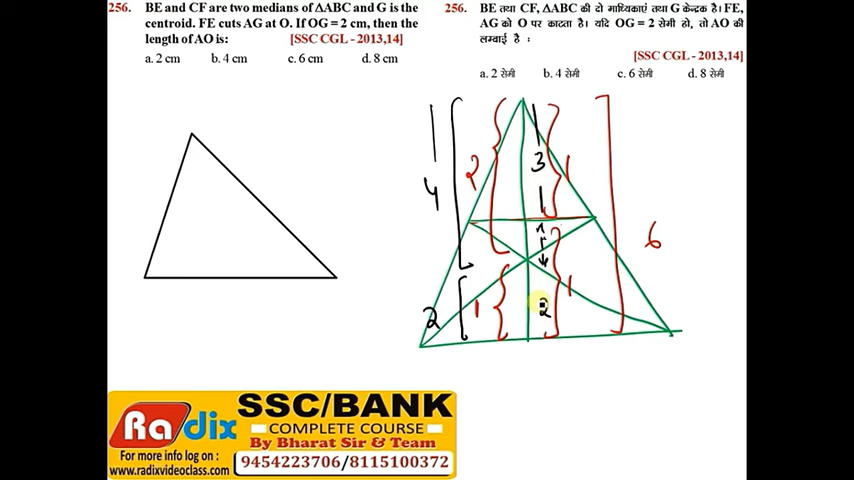 256. BE and CF are two medians of ΔABC and G is the
centroid. FE cuts AG at O. If OG = 2 cm, then the
length of AO is: [SSC CGL - 2013,14]
a. 2 cm b. 4 cm c. 6 cm d. 8 cm
256. BE तथा CF, ΔABC की दो माध्यिकाएं तथा G केन्द्रक है। FE,
AG को O पर काटता है। यदि OG = 2 सेमी हो, तो AO की
लम्बाई है :
[SSC CGL - 2013,14]
a. 2 सेमी b. 4 सेमी c. 6 सेमी d. 8 सेमी
4
2
3
1
1
6
2
1
2
1
Radix
For more info log on :
www.radixvideoclass.com
SSC/BANK
COMPLETE COURSE
By Bharat Sir & Team
9454223706/8115100372